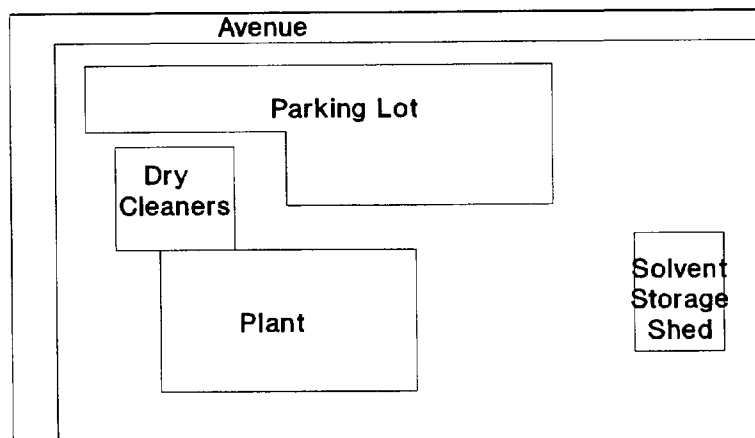 Avenue
Parking Lot
Dry
Cleaners
Solvent
Storage
Shed
Plant